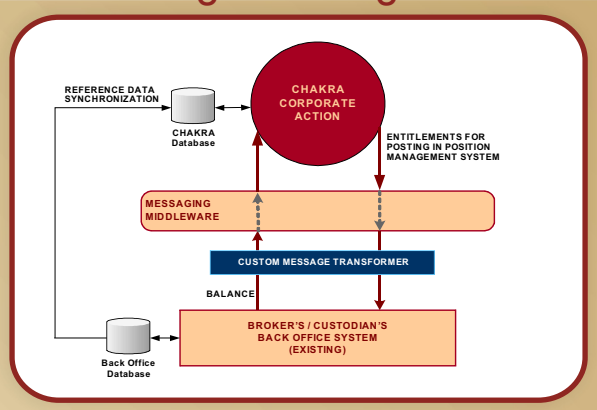 REFERENCE DATA
SYNCHRONIZATION
CHAKRA
Database
CHAKRA
CORPORATE
ACTION
ENTITLEMENTS FOR
POSTING IN POSITION
MANAGEMENT SYSTEM
MESSAGING
MIDDLEWARE
CUSTOM MESSAGE TRANSFORMER
BALANCE
BROKER'S / CUSTODIAN'S
BACK OFFICE SYSTEM
(EXISTING)
Back Office
Database